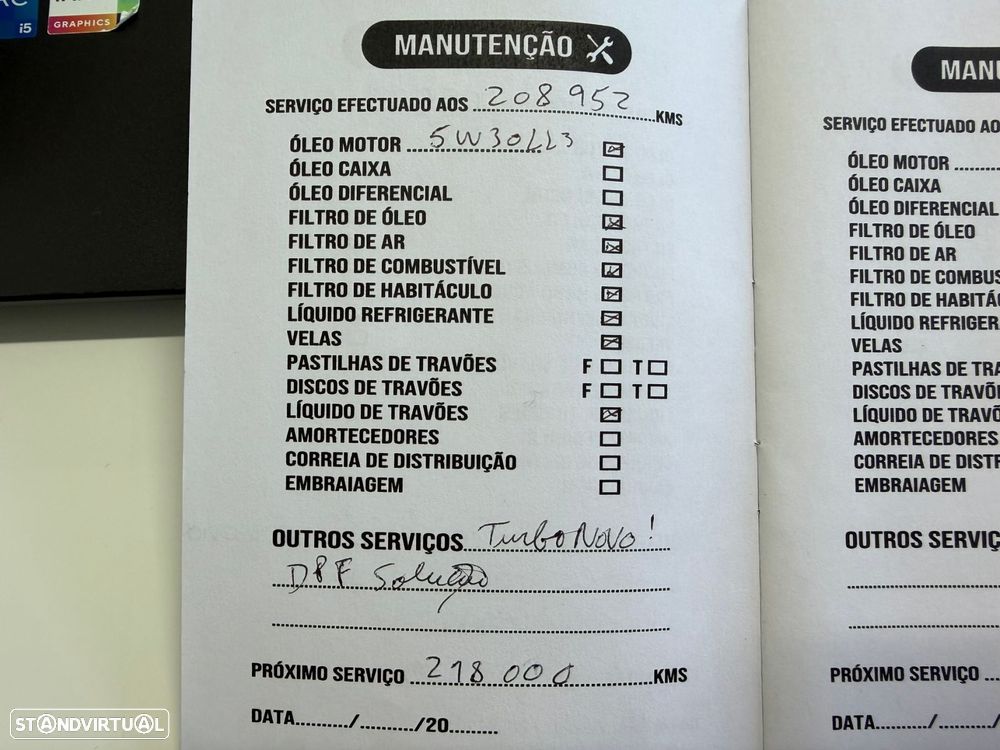 i5
GRAPHICS
MANUTENÇÃO
SERVIÇO EFECTUADO AOS 208 952 KMS
ÓLEO MOTOR 5W30LL3
ÓLEO CAIXA
ÓLEO DIFERENCIAL
FILTRO DE ÓLEO
FILTRO DE AR
FILTRO DE COMBUSTÍVEL
FILTRO DE HABITÁCULO
LÍQUIDO REFRIGERANTE
VELAS
PASTILHAS DE TRAVÕES F T
DISCOS DE TRAVÕES F T
LÍQUIDO DE TRAVÕES
AMORTECEDORES
CORREIA DE DISTRIBUIÇÃO
EMBRAIAGEM
OUTROS SERVIÇOS Turbo Novo!
DPF Solução
PRÓXIMO SERVIÇO 218 000 KMS
DATA........./........./20.........
MANU
SERVIÇO EFECTUADO AO
ÓLEO MOTOR
ÓLEO CAIXA
ÓLEO DIFERENCIAL
FILTRO DE ÓLEO
FILTRO DE AR
FILTRO DE COMBUS
FILTRO DE HABITÁ
LÍQUIDO REFRIGER
VELAS
PASTILHAS DE TRA
DISCOS DE TRAVÕ
LÍQUIDO DE TRAVÕ
AMORTECEDORES
CORREIA DE DIST
EMBRAIAGEM
OUTROS SERVIÇ
PRÓXIMO SERVIÇO
DATA........./.........
STANDVIRTUAL